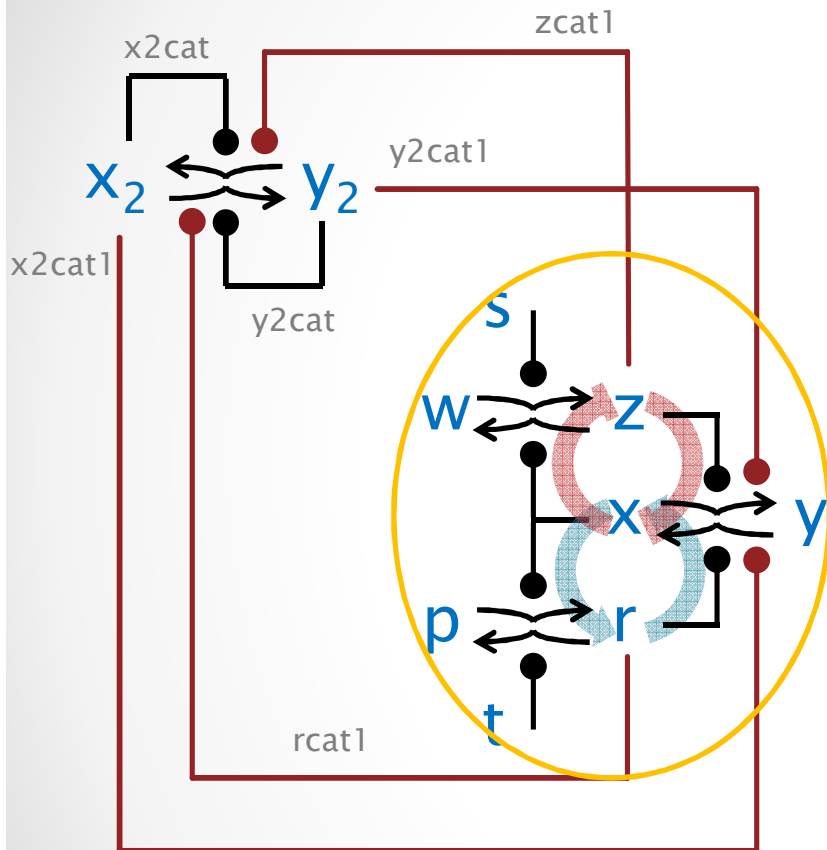 zcat1
x2cat
y2cat1
x₂ y₂
x2cat1
y2cat
s
w z
x y
p r
t
rcat1